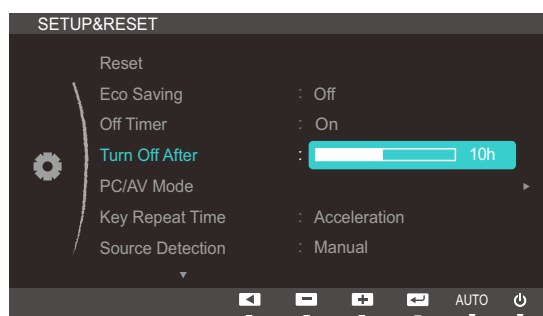 SETUP&RESET
Reset
Eco Saving : Off
Off Timer : On
Turn Off After : 10h
PC/AV Mode
Key Repeat Time : Acceleration
Source Detection : Manual
AUTO